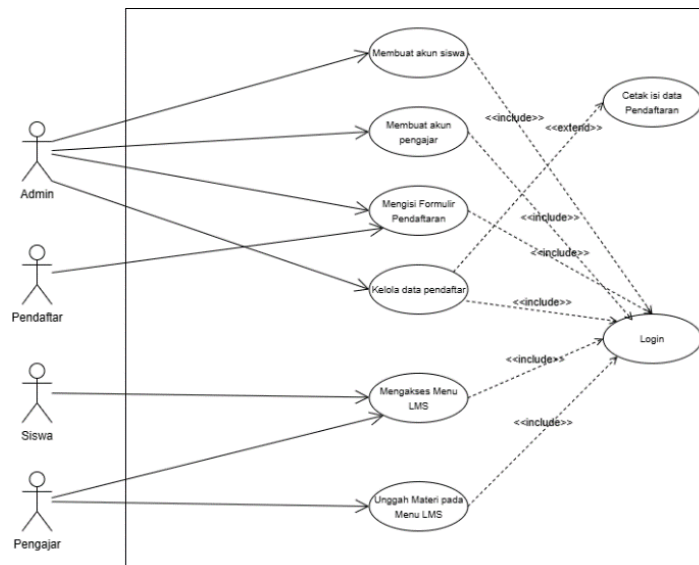 Membuat akun siswa
Cetak isi data
Pendaftaran
<<include>>
<<extend>>
Membuat akun
pengajar
Admin
Mengisi Formulir
Pendaftaran
<<include>>
<<include>>
Pendaftar
Kelola data pendaftar
<<include>>
Login
<<include>>
Siswa
Mengakses Menu
LMS
<<include>>
Pengajar
Unggah Materi pada
Menu LMS